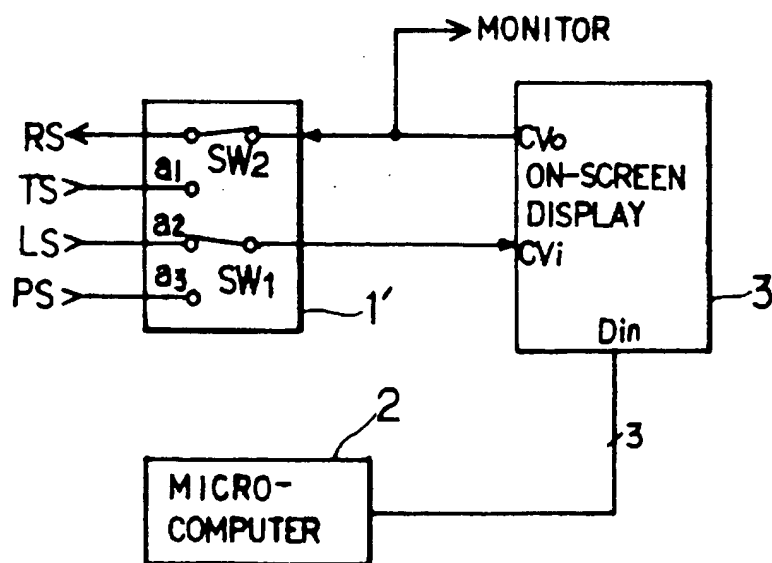 MONITOR
RS
SW2
CVo
a1
TS
ON-SCREEN
DISPLAY
a2
LS
CVi
a3
PS
SW1
1'
3
Din
2
3
MICRO-
COMPUTER